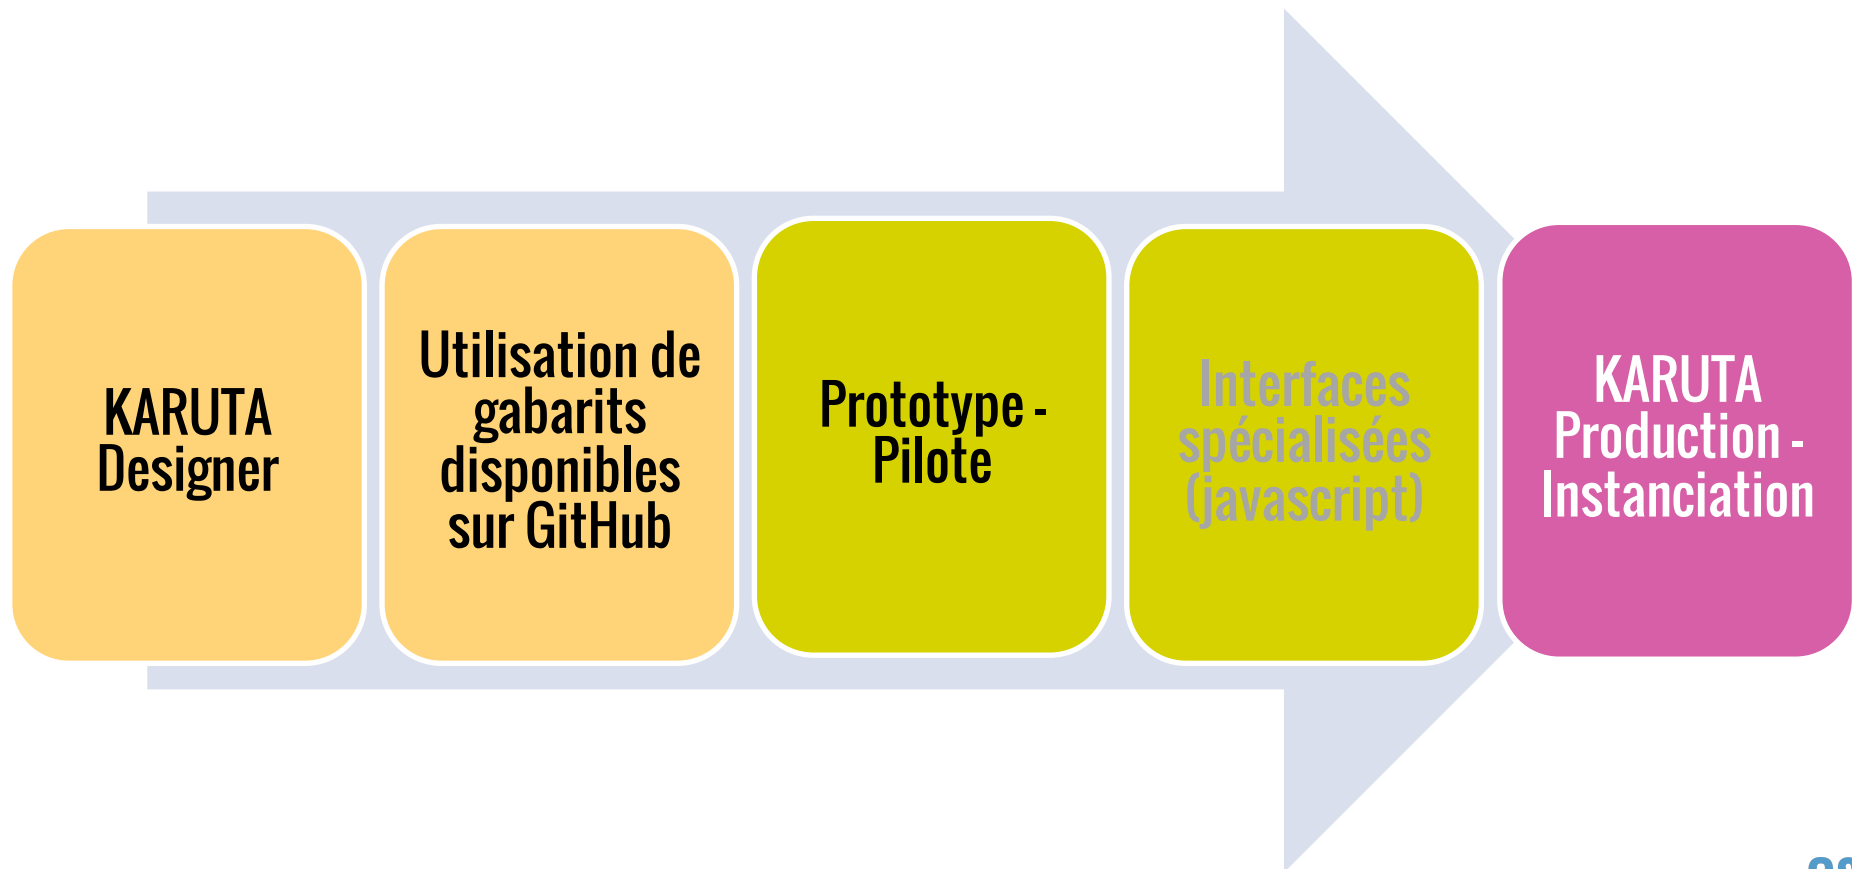 KARUTA
Designer
Utilisation de
gabarits
disponibles
sur GitHub
Prototype -
Pilote
Interfaces
spécialisées
(javascript)
KARUTA
Production -
Instanciation